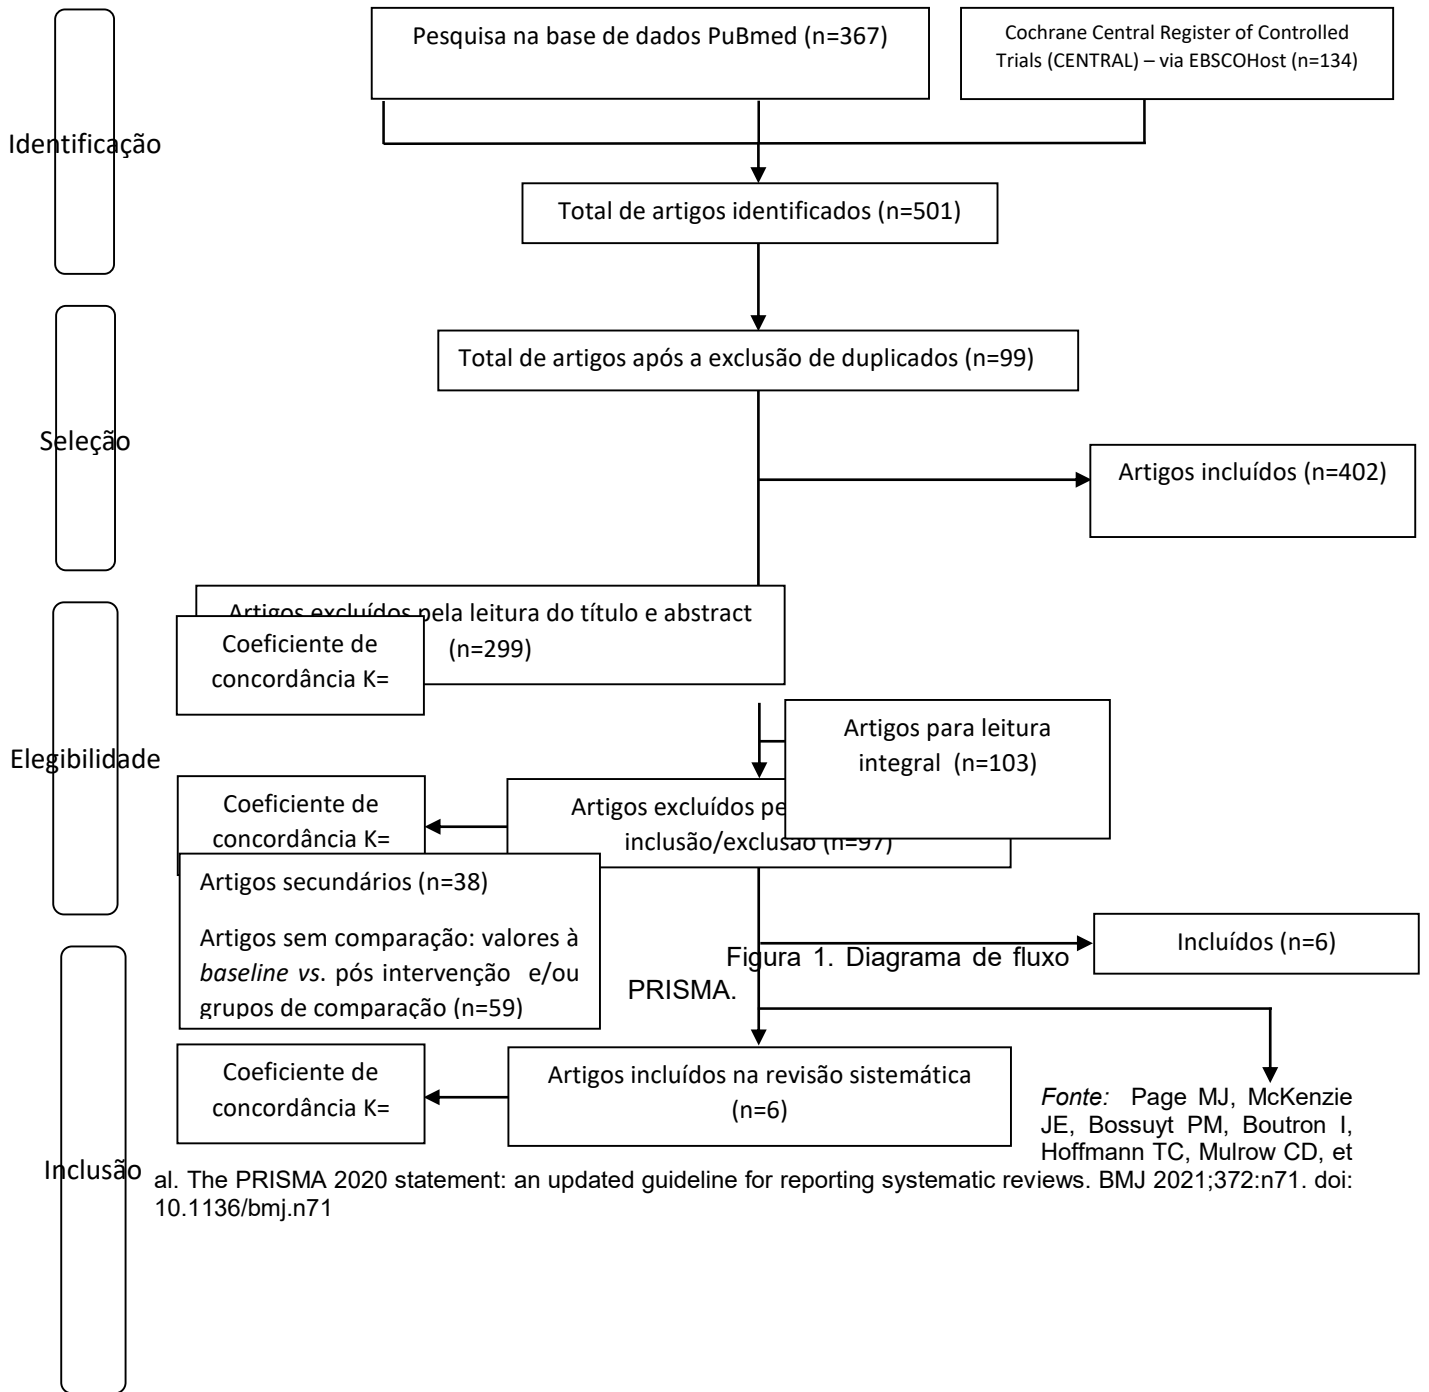 Pesquisa na base de dados PuBmed (n=367)
Cochrane Central Register of Controlled
Trials (CENTRAL) – via EBSCOHost (n=134)
Identificação
Total de artigos identificados (n=501)
Total de artigos após a exclusão de duplicados (n=99)
Seleção
Artigos incluídos (n=402)
Artigos excluídos pela leitura do título e abstract
(n=299)
Coeficiente de
concordância K=
Artigos para leitura
integral (n=103)
Elegibilidade
Coeficiente de
concordância K=
Artigos excluídos
inclusão/exclusão (n=97)
Artigos secundários (n=38)
Artigos sem comparação: valores à
baseline vs. pós intervenção e/ou
grupos de comparação (n=59)
Incluídos (n=6)
Figura 1. Diagrama de fluxo
PRISMA.
Coeficiente de
concordância K=
Artigos incluídos na revisão sistemática
(n=6)
Inclusão
Fonte: Page MJ, McKenzie
JE, Bossuyt PM, Boutron I,
Hoffmann TC, Mulrow CD, et
al. The PRISMA 2020 statement: an updated guideline for reporting systematic reviews. BMJ 2021;372:n71. doi:
10.1136/bmj.n71